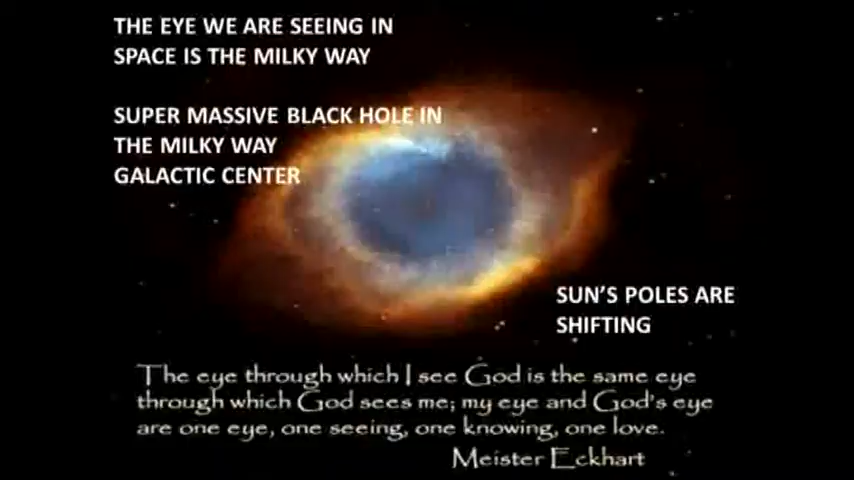 THE EYE WE ARE SEEING IN
SPACE IS THE MILKY WAY
SUPER MASSIVE BLACK HOLE IN
THE MILKY WAY
GALACTIC CENTER
SUN'S POLES ARE
SHIFTING
The eye through which I see God is the same eye
through which God sees me; my eye and God's eye
are one eye, one seeing, one knowing, one love.
Meister Eckhart